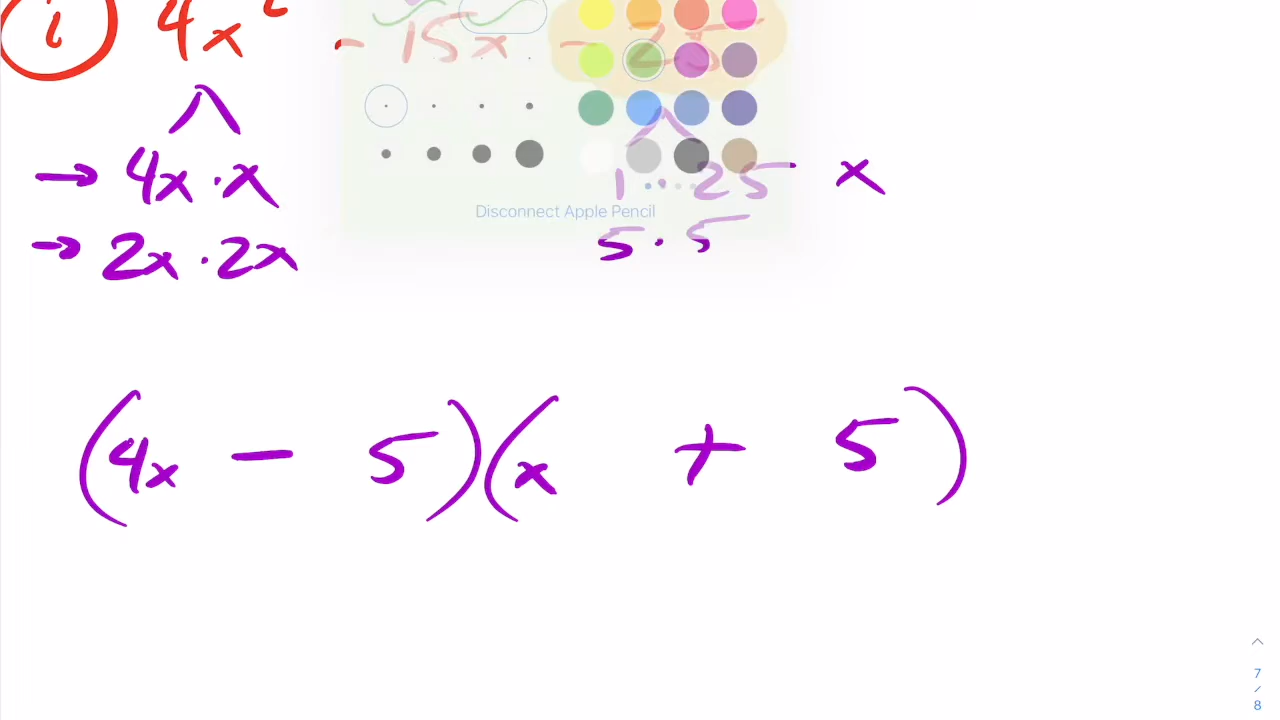 i 4x² - 15x - 25
→ 4x · x 1 · 25 x
→ 2x · 2x 5 · 5
Disconnect Apple Pencil
(4x - 5)(x + 5)
7 / 8